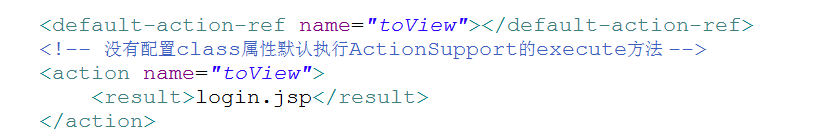 <default-action-ref name="toView"></default-action-ref>
<!-- 没有配置class属性默认执行ActionSupport的execute方法 -->
<action name="toView">
    <result>login.jsp</result>
</action>